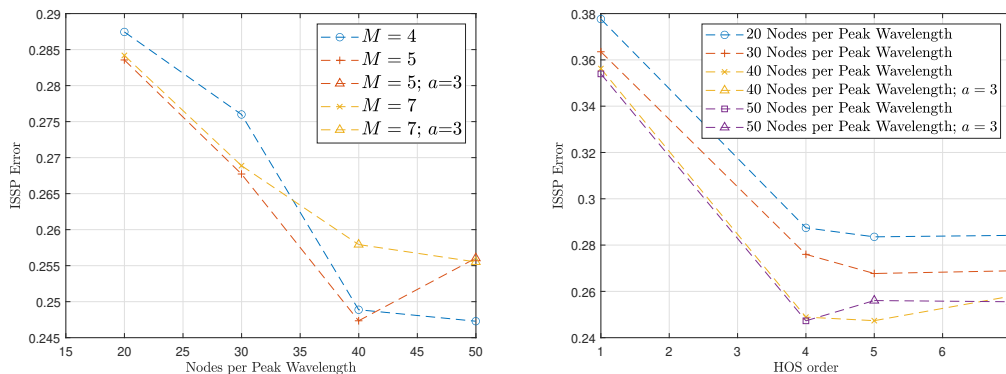 0.29
0.285
0.28
0.275
0.27
0.265
0.26
0.255
0.25
0.245
ISSP Error
15 20 25 30 35 40 45 50
Nodes per Peak Wavelength
M = 4
M = 5
M = 5; a=3
M = 7
M = 7; a=3
0.38
0.36
0.34
0.32
0.3
0.28
0.26
0.24
ISSP Error
1 2 3 4 5 6
HOS order
20 Nodes per Peak Wavelength
30 Nodes per Peak Wavelength
40 Nodes per Peak Wavelength
40 Nodes per Peak Wavelength; a = 3
50 Nodes per Peak Wavelength
50 Nodes per Peak Wavelength; a = 3